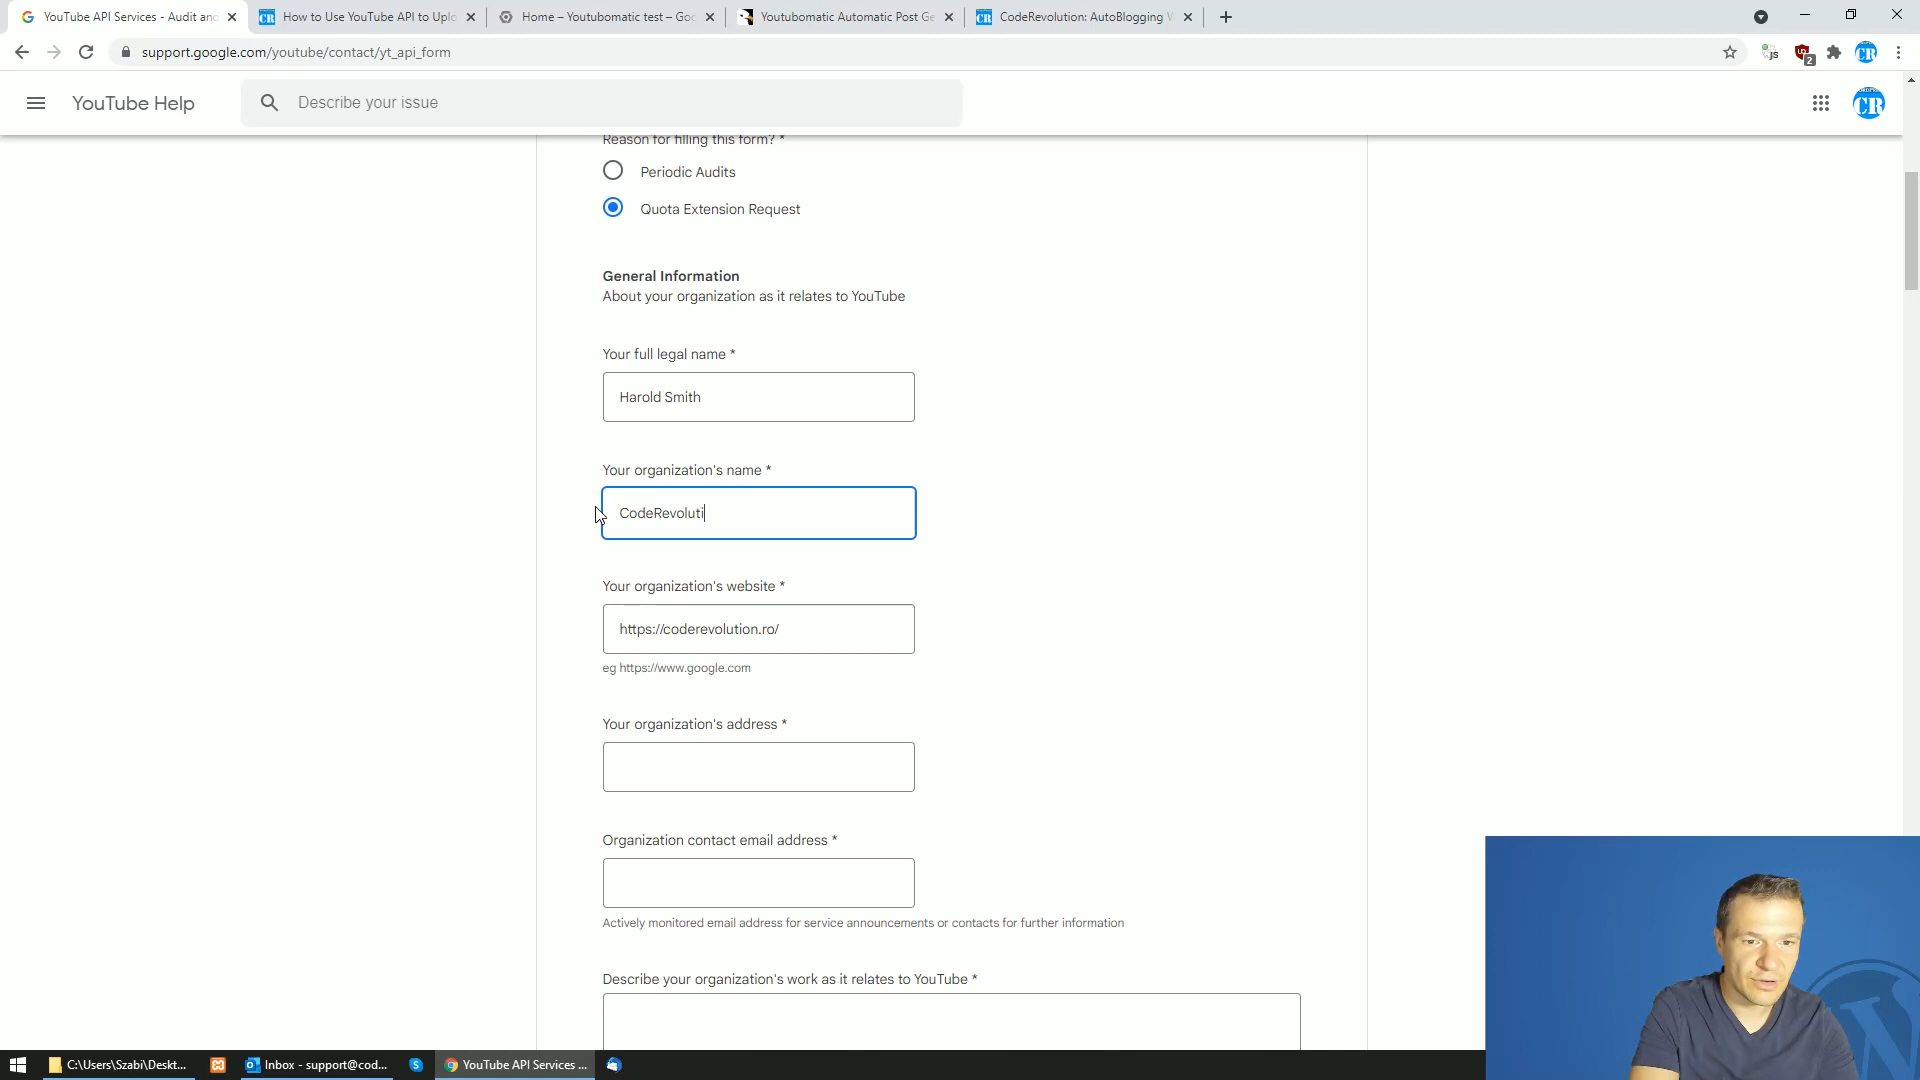 YouTube API Services - Audit and
How to Use YouTube API to Uplo
Home – Youtubomatic test – Goo
Youtubomatic Automatic Post Ge
CodeRevolution: AutoBlogging W
support.google.com/youtube/contact/yt_api_form
JS
2
CR
YouTube Help
Describe your issue
CR
Reason for filling this form? *
Periodic Audits
Quota Extension Request
General Information
About your organization as it relates to YouTube
Your full legal name *
Harold Smith
Your organization's name *
CodeRevoluti
Your organization's website *
https://coderevolution.ro/
eg https://www.google.com
Your organization's address *
Organization contact email address *
Actively monitored email address for service announcements or contacts for further information
Describe your organization's work as it relates to YouTube *
C:\Users\Szabi\Deskt...
Inbox - support@cod...
YouTube API Services ...